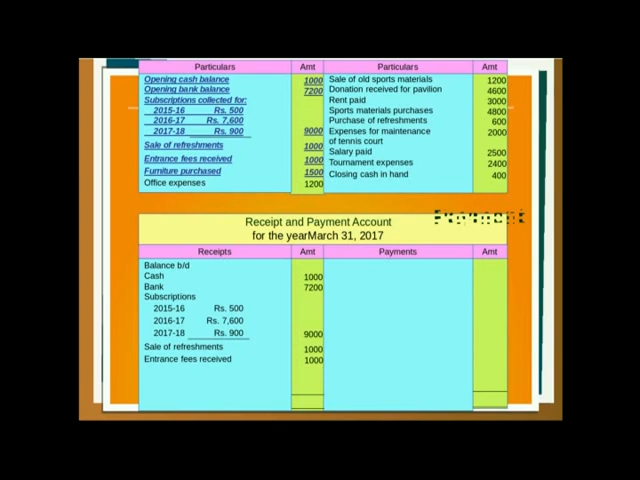 Particulars Amt Particulars Amt
Opening cash balance 1000 Sale of old sports materials 1200
Opening bank balance 7200 Donation received for pavilion 4600
Subscriptions collected for: Rent paid 3000
2015-16 Rs. 500 Sports materials purchases 4800
2016-17 Rs. 7,600 Purchase of refreshments 600
2017-18 Rs. 900 9000 Expenses for maintenance 2000
of tennis court
Sale of refreshments 1000 Salary paid 2500
Entrance fees received 1000 Tournament expenses 2400
Furniture purchased 1500 Closing cash in hand 400
Office expenses 1200
Payment
Receipt and Payment Account
for the yearMarch 31, 2017
Receipts Amt Payments Amt
Balance b/d
Cash 1000
Bank 7200
Subscriptions
2015-16 Rs. 500
2016-17 Rs. 7,600
2017-18 Rs. 900 9000
Sale of refreshments 1000
Entrance fees received 1000